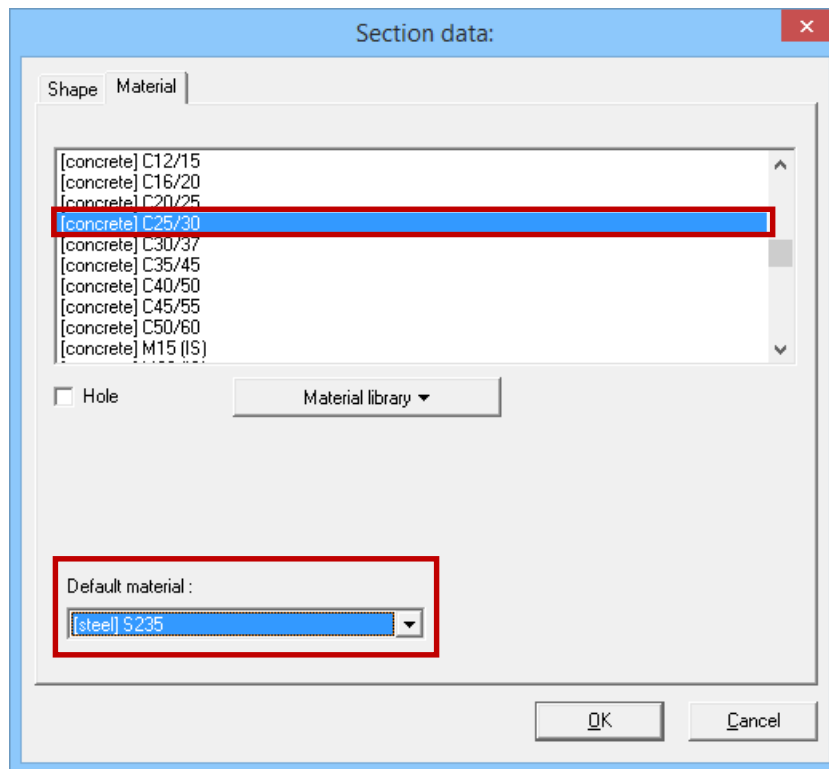 Section data:
Shape
Material
[concrete] C12/15
[concrete] C16/20
[concrete] C20/25
[concrete] C25/30
[concrete] C30/37
[concrete] C35/45
[concrete] C40/50
[concrete] C45/55
[concrete] C50/60
[concrete] M15 (IS)
Hole
Material library
Default material :
[steel] S235
OK
Cancel